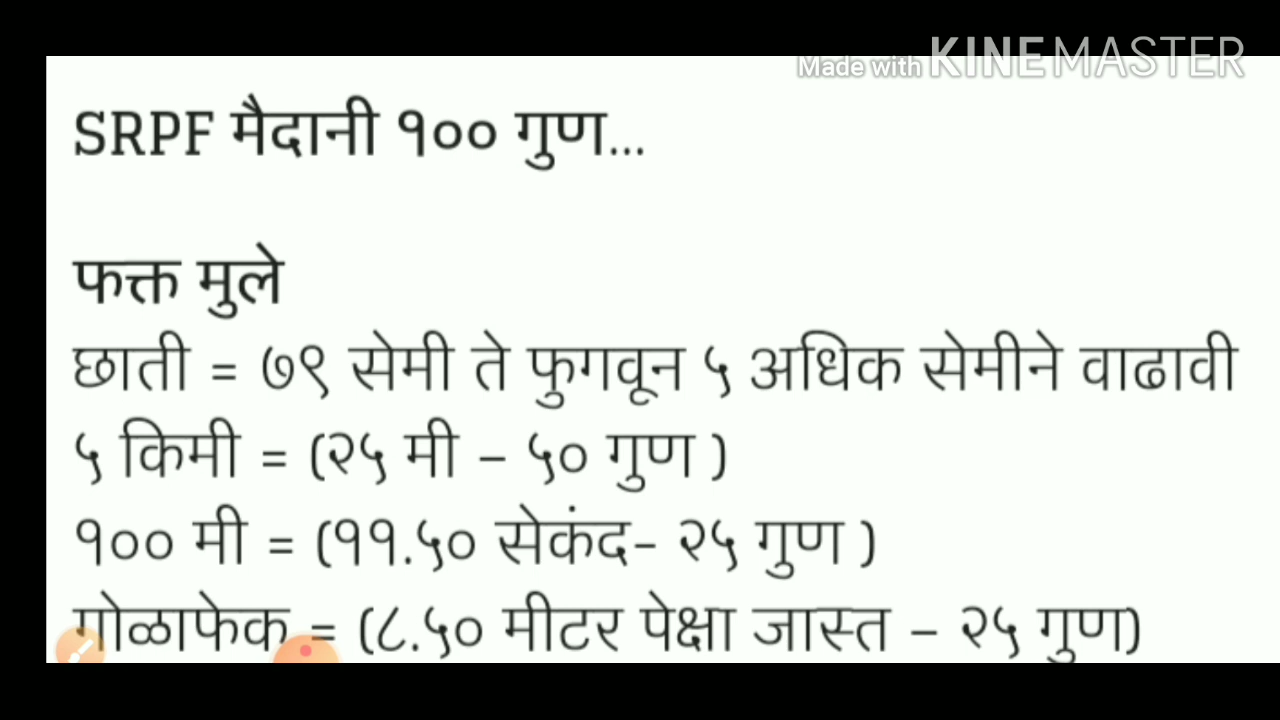 Made with KINEMASTER
SRPF मैदानी १०० गुण...
फक्त मुले
छाती = ७९ सेमी ते फुगवून ५ अधिक सेमीने वाढावी
५ किमी = (२५ मी – ५० गुण )
१०० मी = (११.५० सेकंद- २५ गुण )
गोळाफेक = (८.५० मीटर पेक्षा जास्त – २५ गुण)